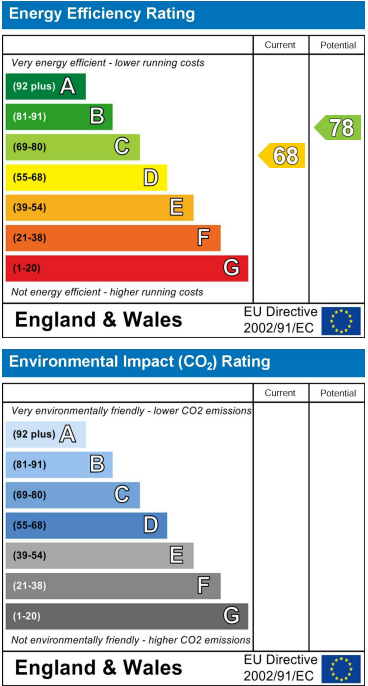 Energy Efficiency Rating
Current Potential
Very energy efficient - lower running costs
(92 plus) A
(81-91) B
(69-80) C
(55-68) D
(39-54) E
(21-38) F
(1-20) G
68
78
Not energy efficient - higher running costs
England & Wales
EU Directive
2002/91/EC
Environmental Impact (CO₂) Rating
Current Potential
Very environmentally friendly - lower CO2 emissions
(92 plus) A
(81-91) B
(69-80) C
(55-68) D
(39-54) E
(21-38) F
(1-20) G
Not environmentally friendly - higher CO2 emissions
England & Wales
EU Directive
2002/91/EC